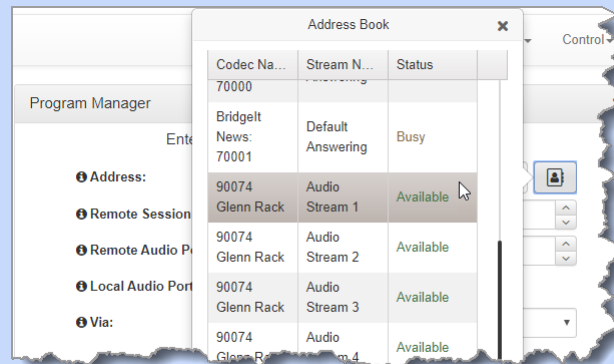 Address Book
×
Control
Codec Na...
Stream N...
Status
70000
Answering
Program Manager
Ente
BridgeIt
News:
70001
Default
Answering
Busy
Address:
90074
Glenn Rack
Audio
Stream 1
Available
Remote Session
90074
Glenn Rack
Audio
Stream 2
Available
Remote Audio P
Local Audio Port
90074
Glenn Rack
Audio
Stream 3
Available
Via:
90074
Glenn Rack
Audio
Stream 4
Available